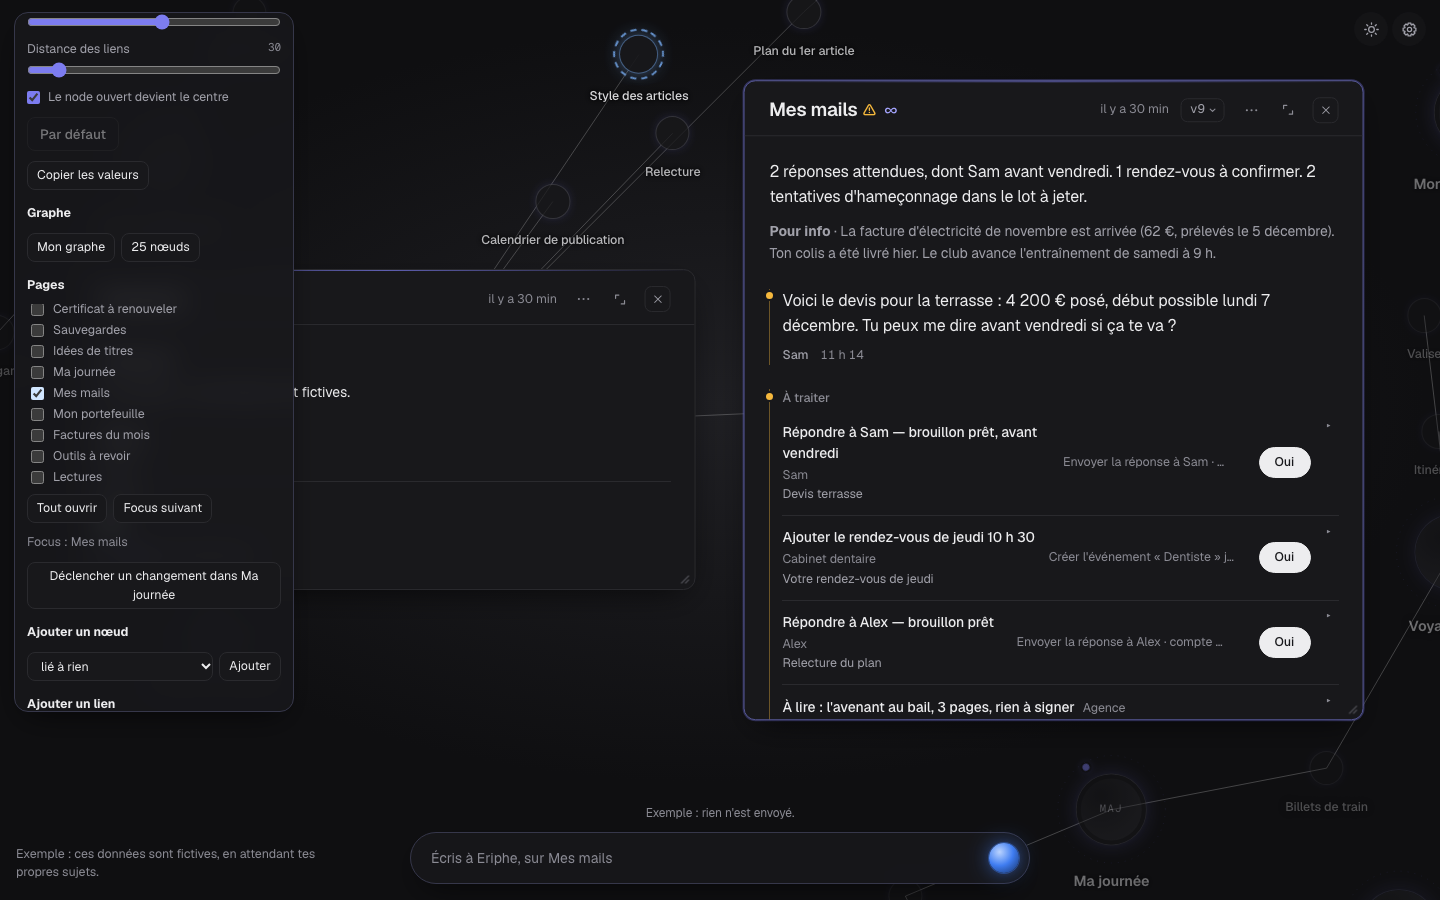 Distance des liens
30
Le node ouvert devient le centre
Par défaut
Copier les valeurs
Graphe
Mon graphe
25 nœuds
Pages
Certificat à renouveler
Sauvegardes
Idées de titres
Ma journée
Mes mails
Mon portefeuille
Factures du mois
Outils à revoir
Lectures
Tout ouvrir
Focus suivant
Focus : Mes mails
Déclencher un changement dans Ma
journée
Ajouter un nœud
lié à rien
Ajouter
Ajouter un lien
Exemple : ces données sont fictives, en attendant tes
propres sujets.
Plan du 1er article
Style des articles
Relecture
Calendrier de publication
il y a 30 min
t fictives.
Mes mails
il y a 30 min
v9
2 réponses attendues, dont Sam avant vendredi. 1 rendez-vous à confirmer. 2
tentatives d'hameçonnage dans le lot à jeter.
Pour info · La facture d'électricité de novembre est arrivée (62 €, prélevés le 5 décembre).
Ton colis a été livré hier. Le club avance l'entraînement de samedi à 9 h.
Voici le devis pour la terrasse : 4 200 € posé, début possible lundi 7
décembre. Tu peux me dire avant vendredi si ça te va ?
Sam 11 h 14
À traiter
Répondre à Sam — brouillon prêt, avant
vendredi
Sam
Devis terrasse
Envoyer la réponse à Sam · …
Oui
Ajouter le rendez-vous de jeudi 10 h 30
Cabinet dentaire
Votre rendez-vous de jeudi
Créer l'événement « Dentiste » j…
Oui
Répondre à Alex — brouillon prêt
Alex
Relecture du plan
Envoyer la réponse à Alex · compte …
Oui
À lire : l'avenant au bail, 3 pages, rien à signer Agence
Mor
Valise
Itiné
Voya
MAJ
Ma journée
Billets de train
Exemple : rien n'est envoyé.
Écris à Eriphe, sur Mes mails